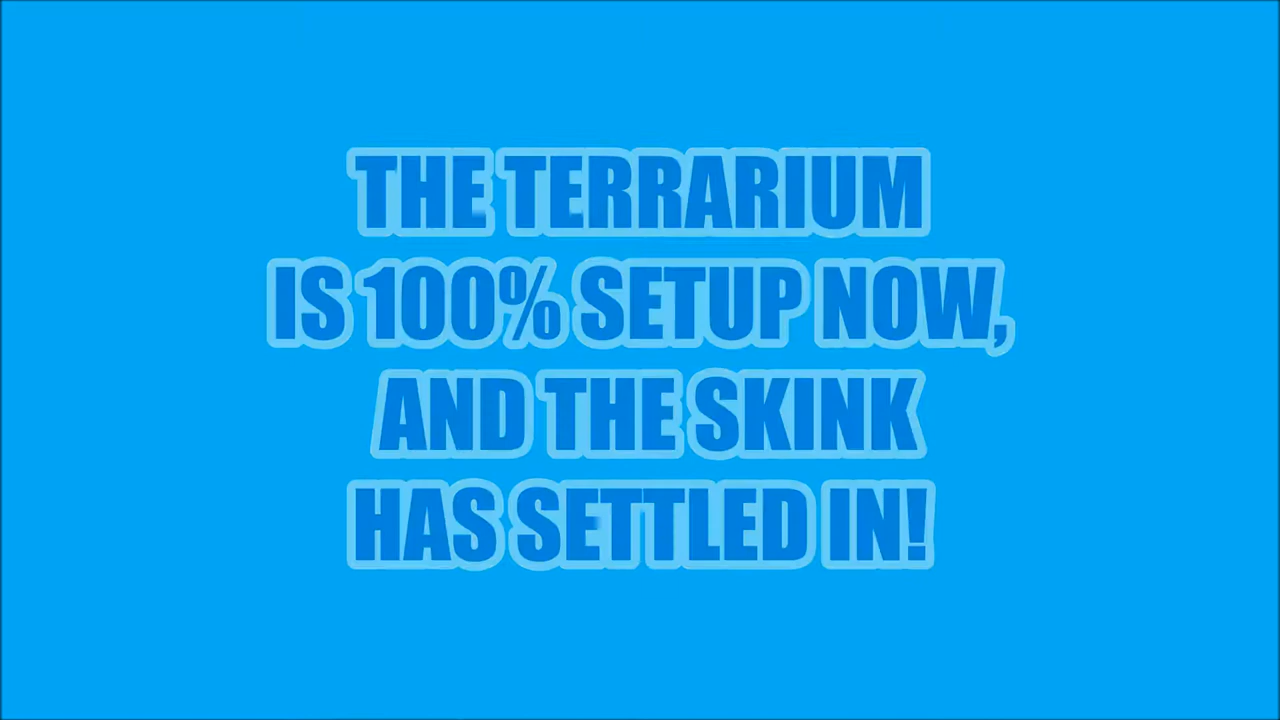 THE TERRARIUM
IS 100% SETUP NOW,
AND THE SKINK
HAS SETTLED IN!